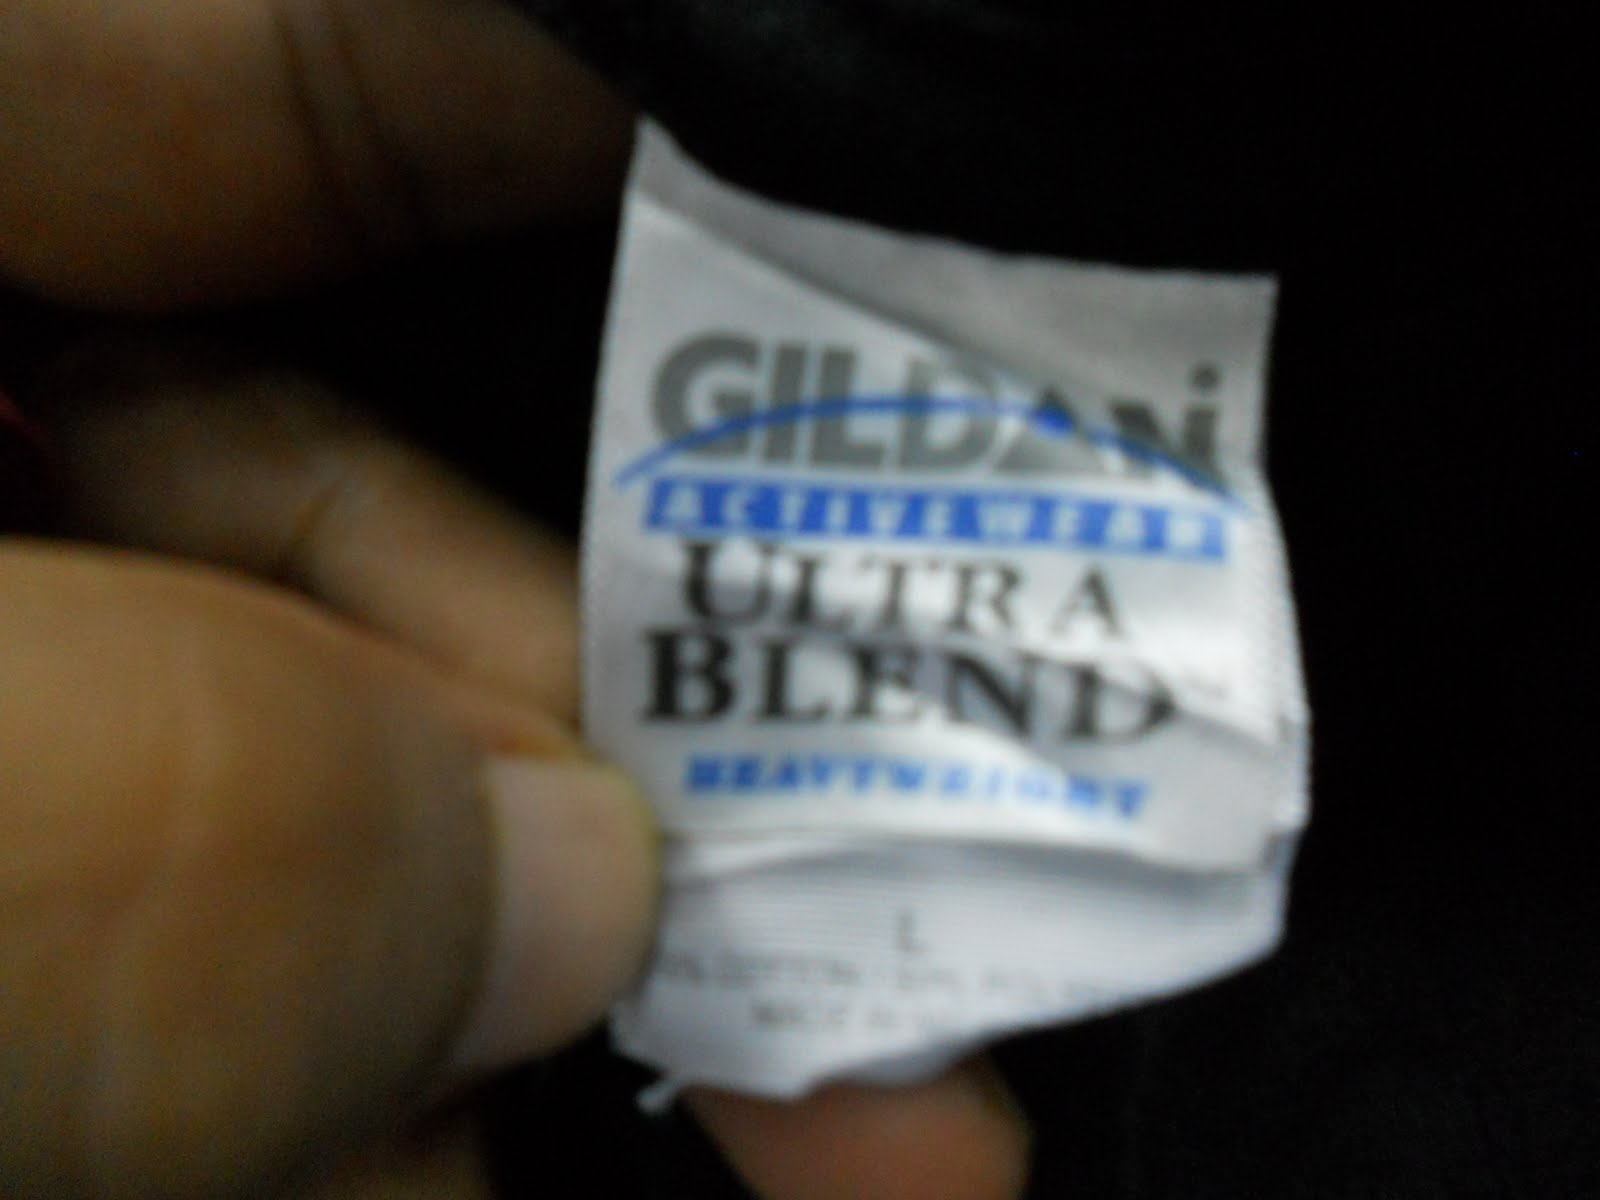 GILDAN
ACTIVEWEAR
ULTRA
BLEND
HEAVYWEIGHT
L